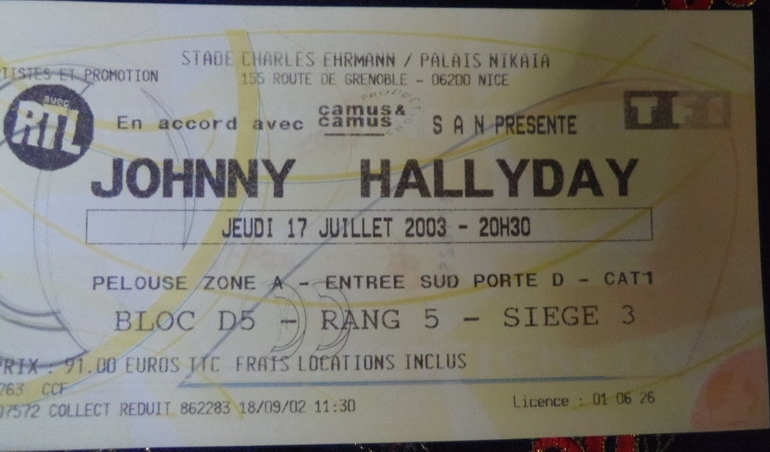 STADE CHARLES EHRMANN / PALAIS NIKAIA
TISTES ET PROMOTION
155 ROUTE DE GRENOBLE - 06200 NICE
avec
RTL
En accord avec
camus &
camus
S A N PRESENTE
TF1
JOHNNY HALLYDAY
JEUDI 17 JUILLET 2003 - 20H30
PELOUSE ZONE A - ENTREE SUD PORTE D - CAT1
BLOC D5 - RANG 5 - SIEGE 3
PRIX : 91.00 EUROS TTC FRAIS LOCATIONS INCLUS
763 CCF
07572 COLLECT REDUIT 862283 18/09/02 11:30
Licence : 01 06 26